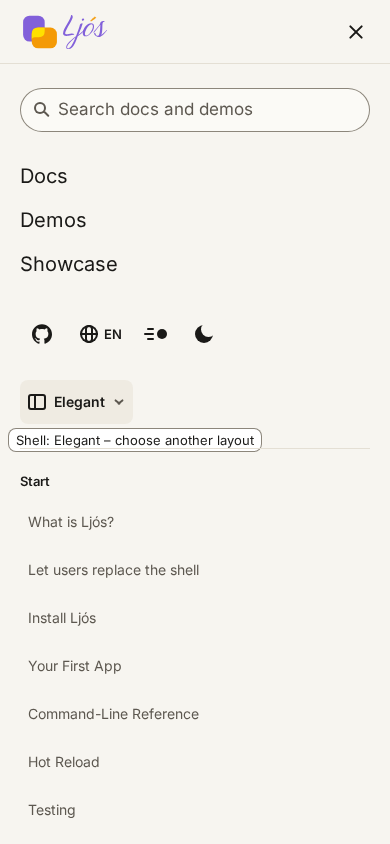 Ljós
Search docs and demos
Docs
Demos
Showcase
EN
Elegant
Shell: Elegant – choose another layout
Start
What is Ljós?
Let users replace the shell
Install Ljós
Your First App
Command-Line Reference
Hot Reload
Testing